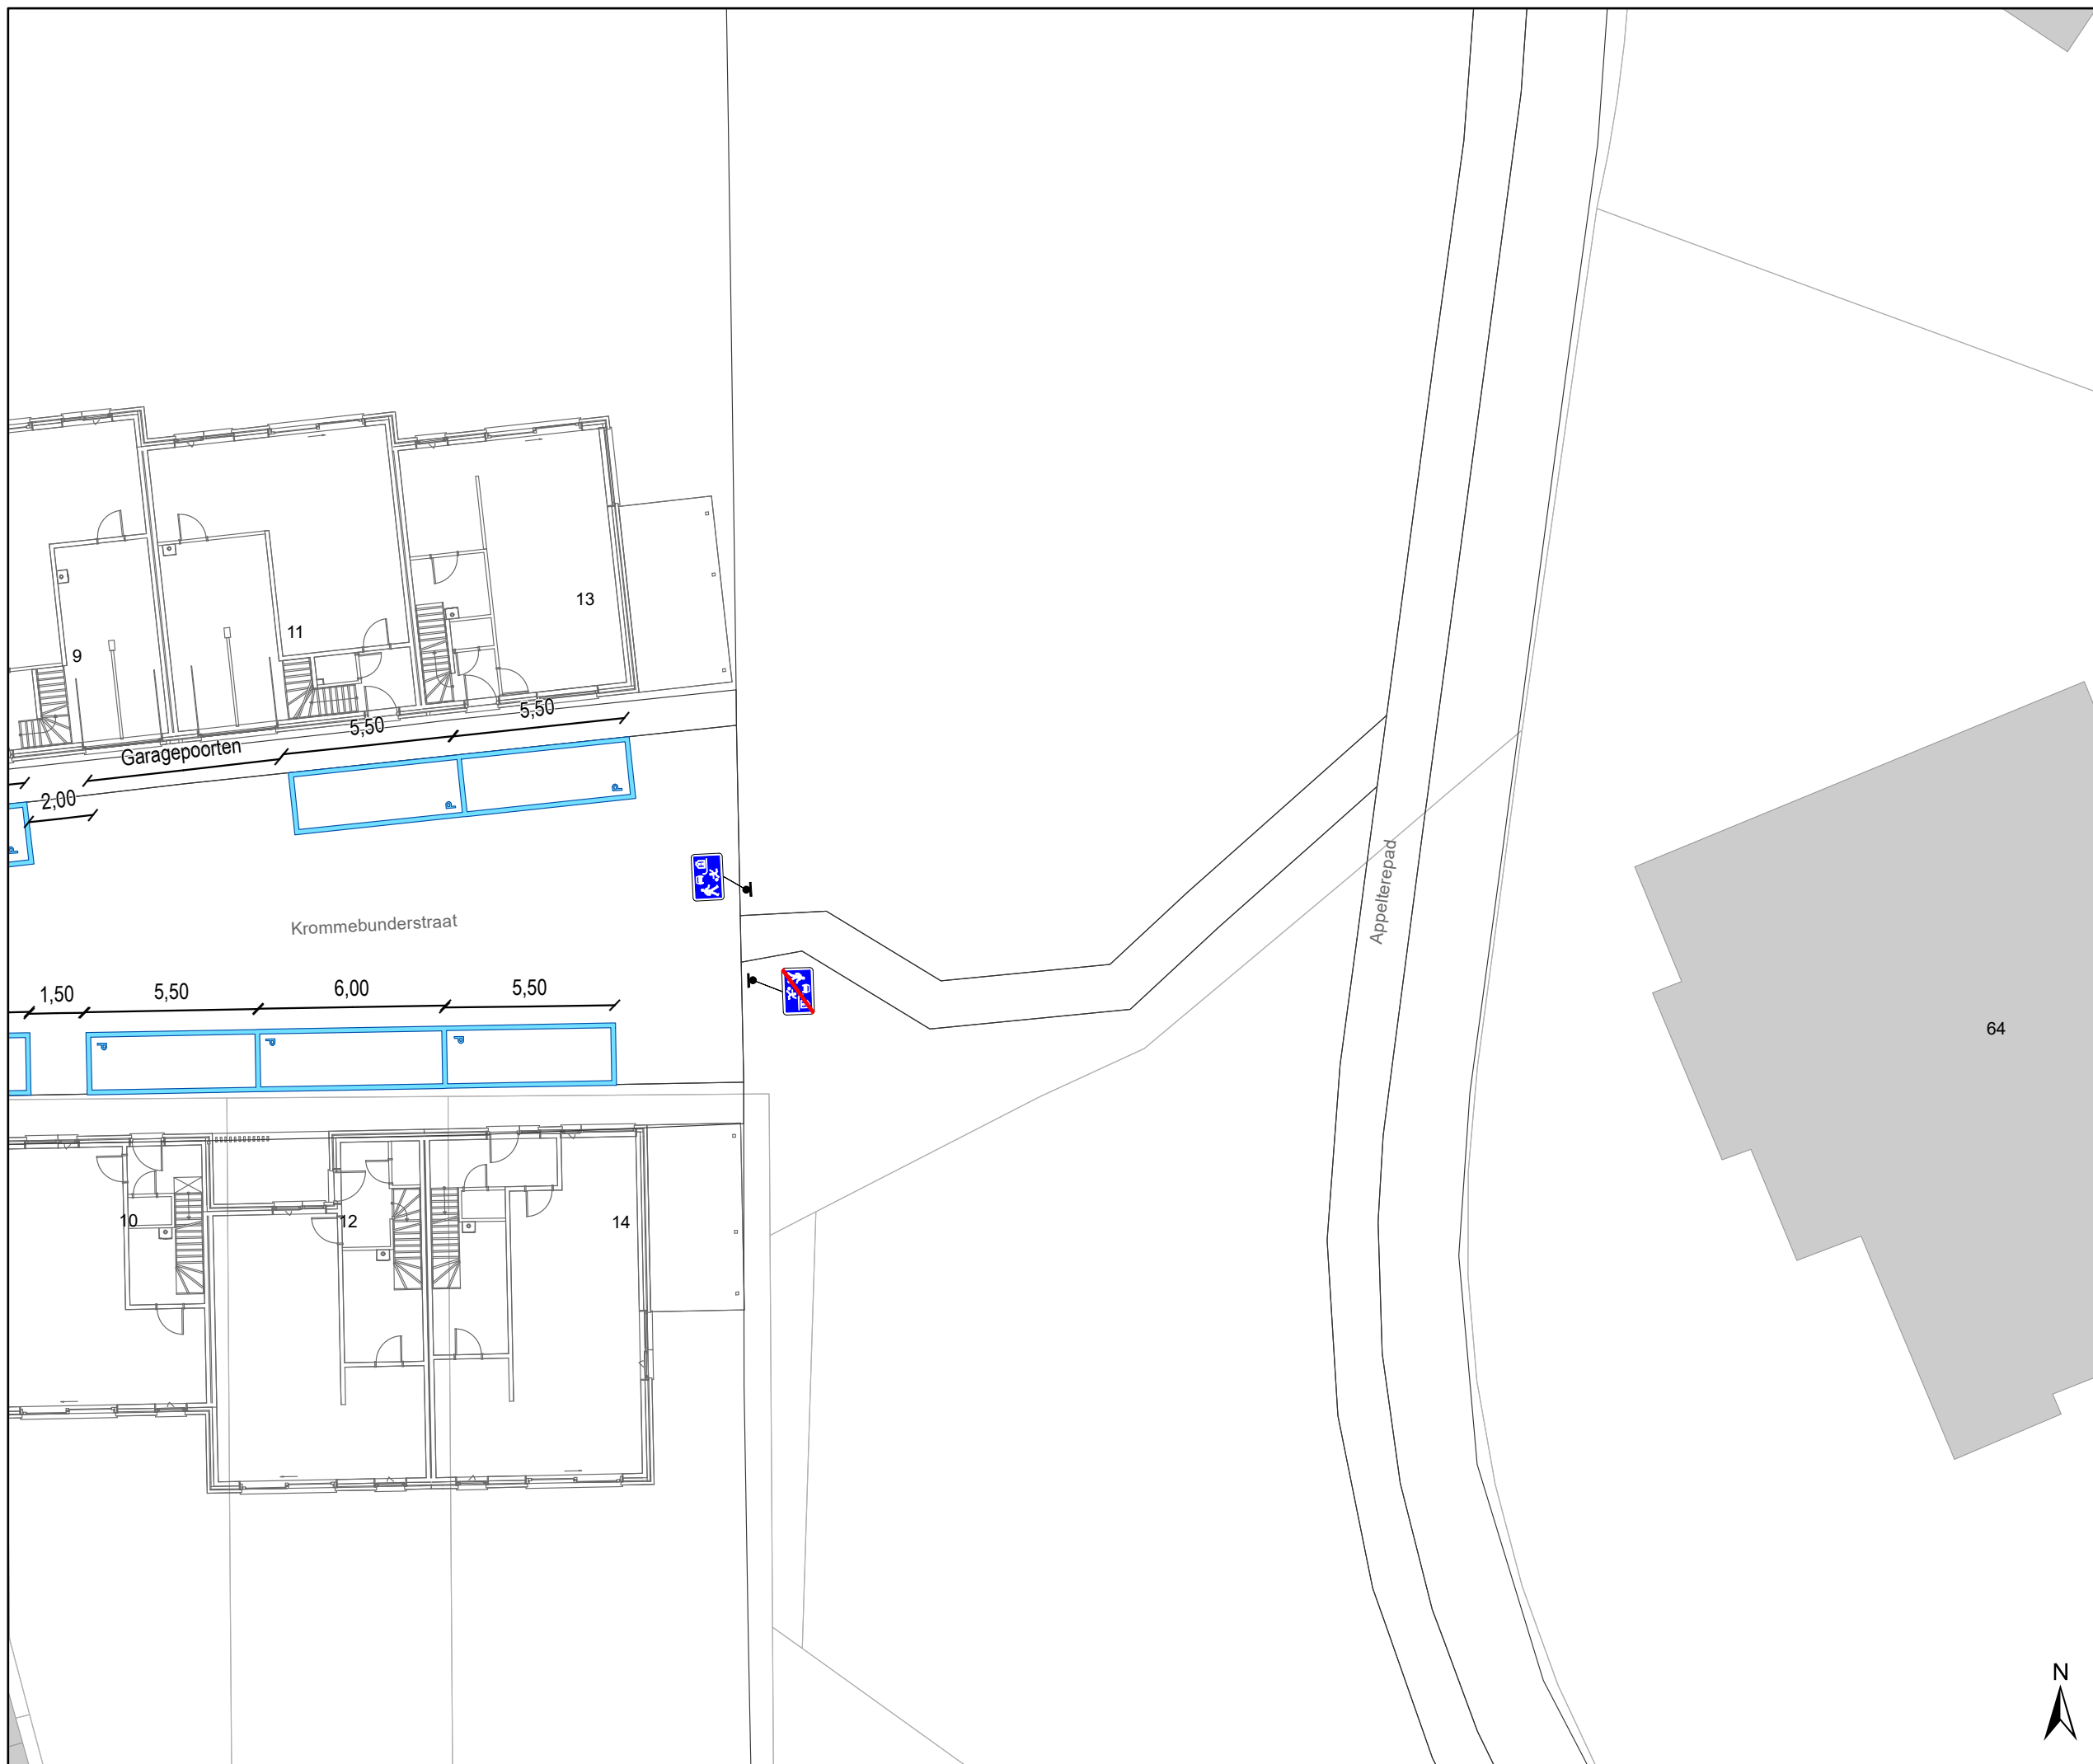 13
11
9
5,50
5,50
Garagepoorten
2,00
P
P
P
Krommebunderstraat
Appelterepad
1,50
5,50
6,00
5,50
64
P
P
P
10
12
14
N